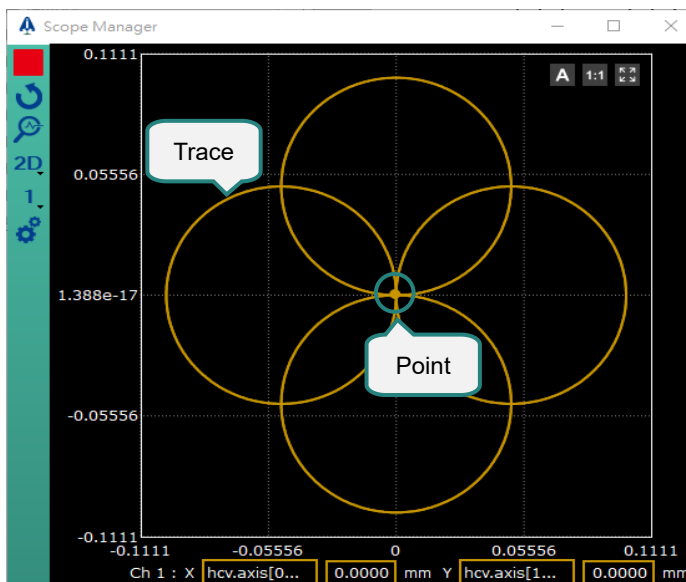 Scope Manager
0.1111
A 1:1
Trace
2D
0.05556
1
1.388e-17
Point
-0.05556
-0.1111
-0.1111 -0.05556 0 0.05556 0.1111
Ch 1 : X hcv.axis[0... 0.0000 mm Y hcv.axis[1... 0.0000 mm